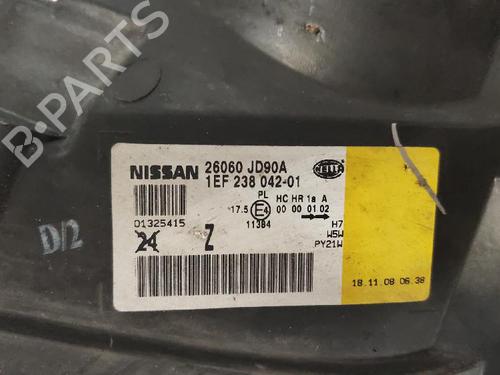 B-PARTS
NISSAN 26060 JD90A
1EF 238 042-01
HELLA
PL HC HR 1a A
17.5 E4 00 00 01 02
01325415 11384 H7
24 Z W5W
PY21W
D/2
18.11.08 06.38